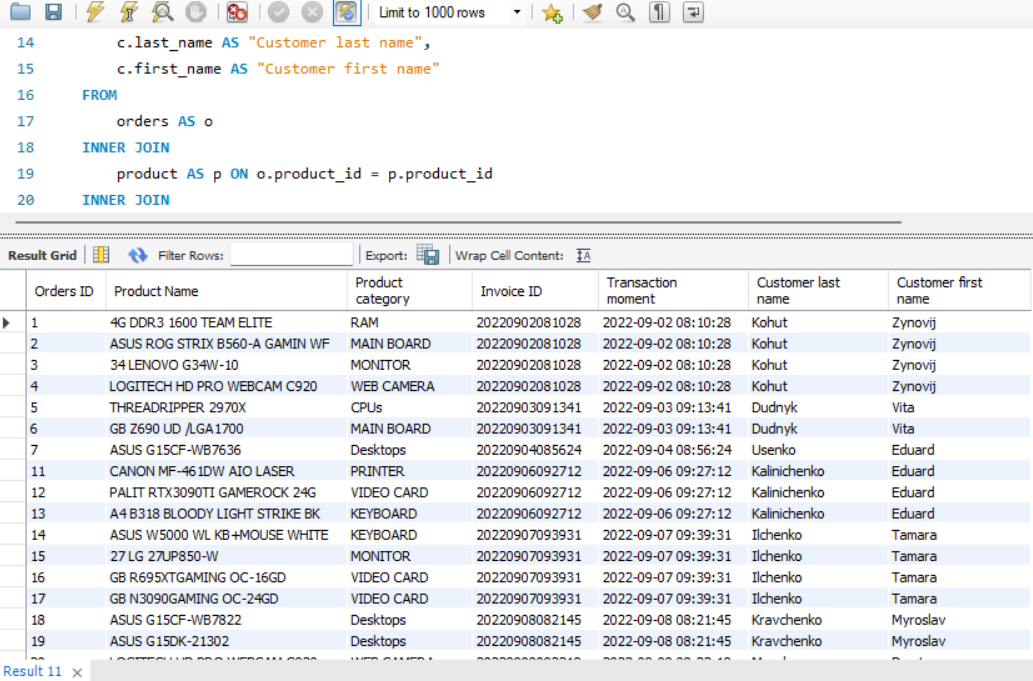 Limit to 1000 rows
14 c.last_name AS "Customer last name",
15 c.first_name AS "Customer first name"
16 FROM
17 orders AS o
18 INNER JOIN
19 product AS p ON o.product_id = p.product_id
20 INNER JOIN
Result Grid Filter Rows: Export: Wrap Cell Content:
Orders ID Product Name Product category Invoice ID Transaction moment Customer last name Customer first name
1 4G DDR3 1600 TEAM ELITE RAM 20220902081028 2022-09-02 08:10:28 Kohut Zynovij
2 ASUS ROG STRIX B560-A GAMIN WF MAIN BOARD 20220902081028 2022-09-02 08:10:28 Kohut Zynovij
3 34 LENOVO G34W-10 MONITOR 20220902081028 2022-09-02 08:10:28 Kohut Zynovij
4 LOGITECH HD PRO WEBCAM C920 WEB CAMERA 20220902081028 2022-09-02 08:10:28 Kohut Zynovij
5 THREADRIPPER 2970X CPUs 20220903091341 2022-09-03 09:13:41 Dudnyk Vita
6 GB Z690 UD /LGA1700 MAIN BOARD 20220903091341 2022-09-03 09:13:41 Dudnyk Vita
7 ASUS G15CF-WB7636 Desktops 20220904085624 2022-09-04 08:56:24 Usenko Eduard
11 CANON MF-461DW AIO LASER PRINTER 20220906092712 2022-09-06 09:27:12 Kalinichenko Eduard
12 PALIT RTX3090TI GAMEROCK 24G VIDEO CARD 20220906092712 2022-09-06 09:27:12 Kalinichenko Eduard
13 A4 B318 BLOODY LIGHT STRIKE BK KEYBOARD 20220906092712 2022-09-06 09:27:12 Kalinichenko Eduard
14 ASUS W5000 WL KB+MOUSE WHITE KEYBOARD 20220907093931 2022-09-07 09:39:31 Ilchenko Tamara
15 27 LG 27UP850-W MONITOR 20220907093931 2022-09-07 09:39:31 Ilchenko Tamara
16 GB R695XTGAMING OC-16GD VIDEO CARD 20220907093931 2022-09-07 09:39:31 Ilchenko Tamara
17 GB N3090GAMING OC-24GD VIDEO CARD 20220907093931 2022-09-07 09:39:31 Ilchenko Tamara
18 ASUS G15CF-WB7822 Desktops 20220908082145 2022-09-08 08:21:45 Kravchenko Myroslav
19 ASUS G15DK-21302 Desktops 20220908082145 2022-09-08 08:21:45 Kravchenko Myroslav
Result 11